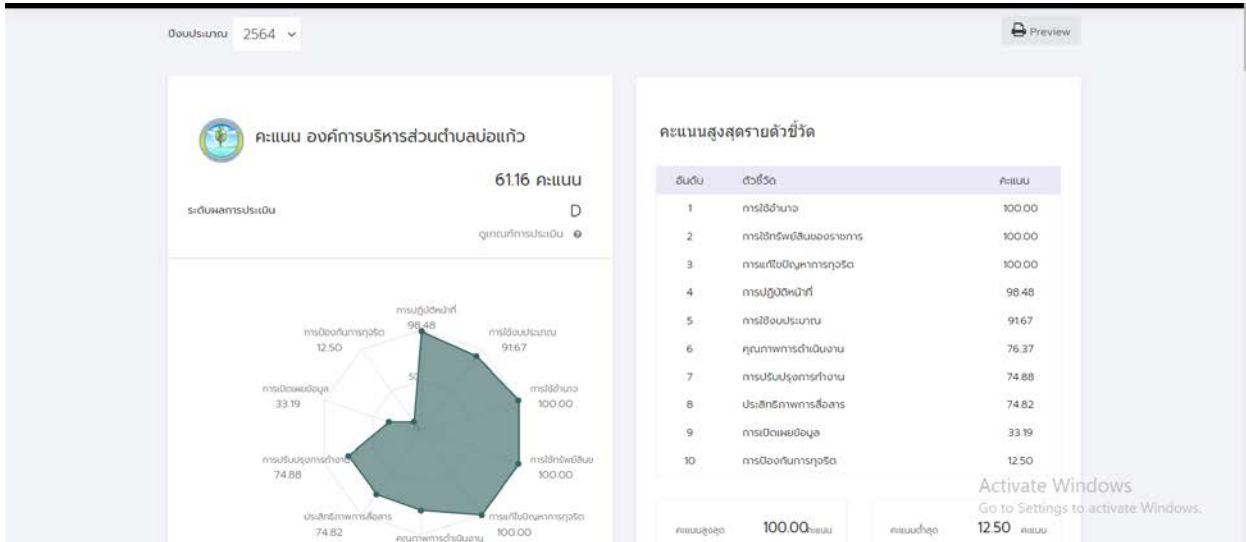 ปีงบประมาณ 2564
Preview
คะแนน องค์การบริหารส่วนตำบลบ่อแก้ว
61.16 คะแนน
ระดับผลการประเมิน D
ดูเกณฑ์การประเมิน
การปฏิบัติหน้าที่
98.48
การใช้งบประมาณ
91.67
การใช้อำนาจ
100.00
การใช้ทรัพย์สินข
100.00
การแก้ไขปัญหาการทุจริต
100.00
คุณภาพการดำเนินงาน
ประสิทธิภาพการสื่อสาร
74.82
การปรับปรุงการทำงาน
74.88
การเปิดเผยข้อมูล
33.19
การป้องกันการทุจริต
12.50
50
คะแนนสูงสุดรายตัวชี้วัด
อันดับ ตัวชี้วัด คะแนน
1 การใช้อำนาจ 100.00
2 การใช้ทรัพย์สินของราชการ 100.00
3 การแก้ไขปัญหาการทุจริต 100.00
4 การปฏิบัติหน้าที่ 98.48
5 การใช้งบประมาณ 91.67
6 คุณภาพการดำเนินงาน 76.37
7 การปรับปรุงการทำงาน 74.88
8 ประสิทธิภาพการสื่อสาร 74.82
9 การเปิดเผยข้อมูล 33.19
10 การป้องกันการทุจริต 12.50
คะแนนสูงสุด 100.00 คะแนน
คะแนนต่ำสุด 12.50 คะแนน
Activate Windows
Go to Settings to activate Windows.